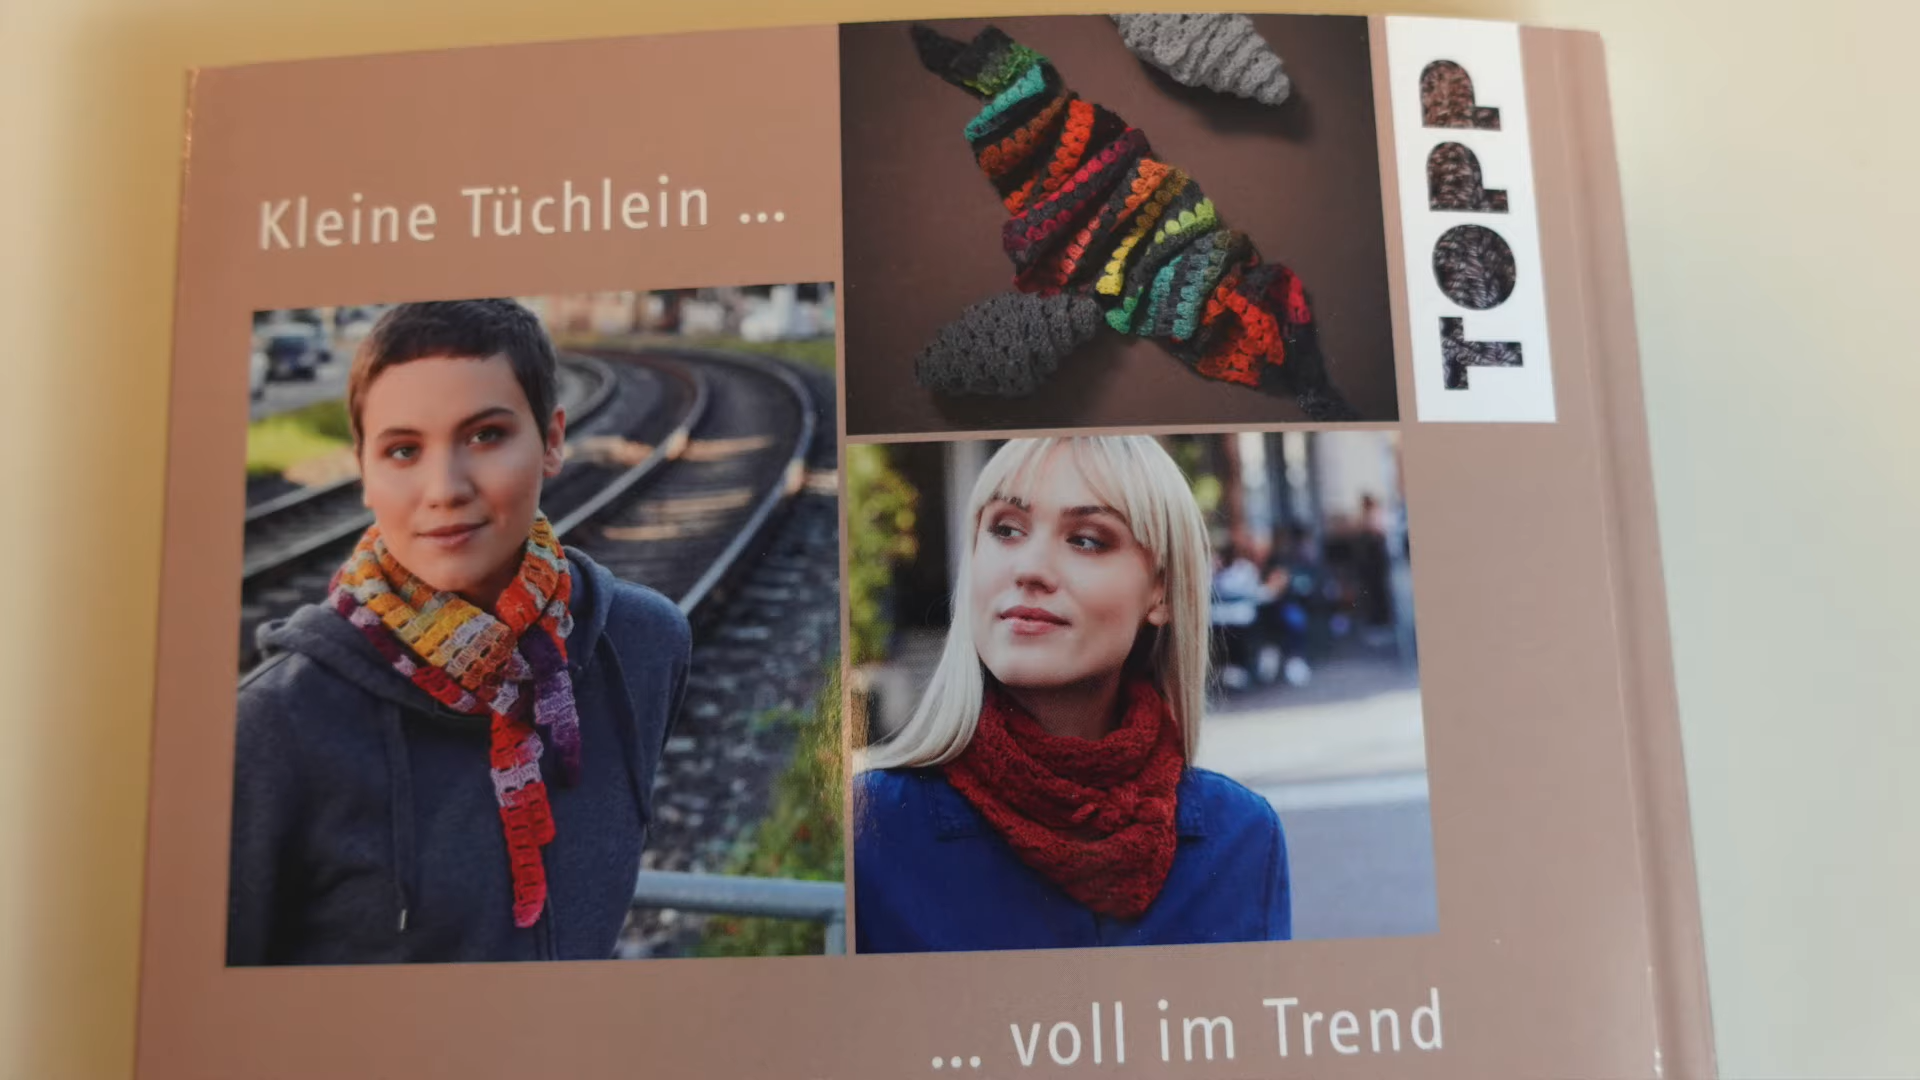 Kleine Tüchlein ...
TOPP
... voll im Trend